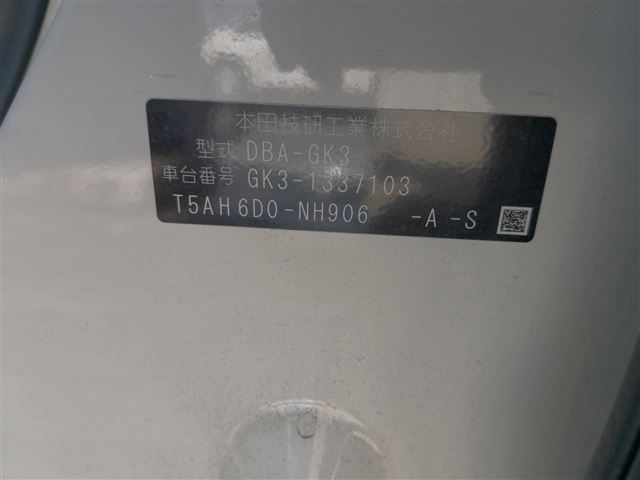 本田技研工業株式会社
型式 DBA-GK3
車台番号 GK3-1337103
T5AH6D0-NH906 -A -S